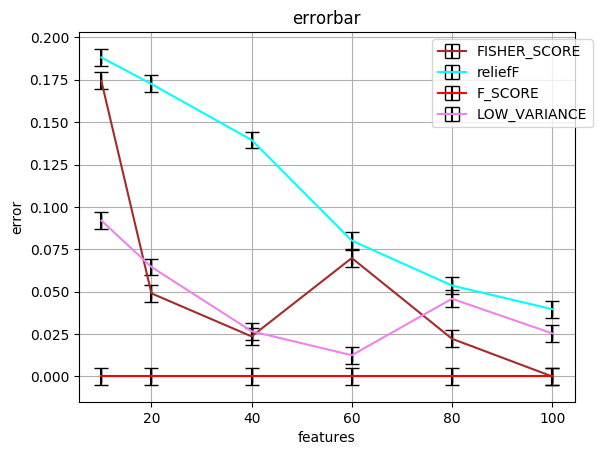 errorbar
0.200
0.175
0.150
0.125
0.100
0.075
0.050
0.025
0.000
error
20 40 60 80 100
features
FISHER_SCORE
reliefF
F_SCORE
LOW_VARIANCE